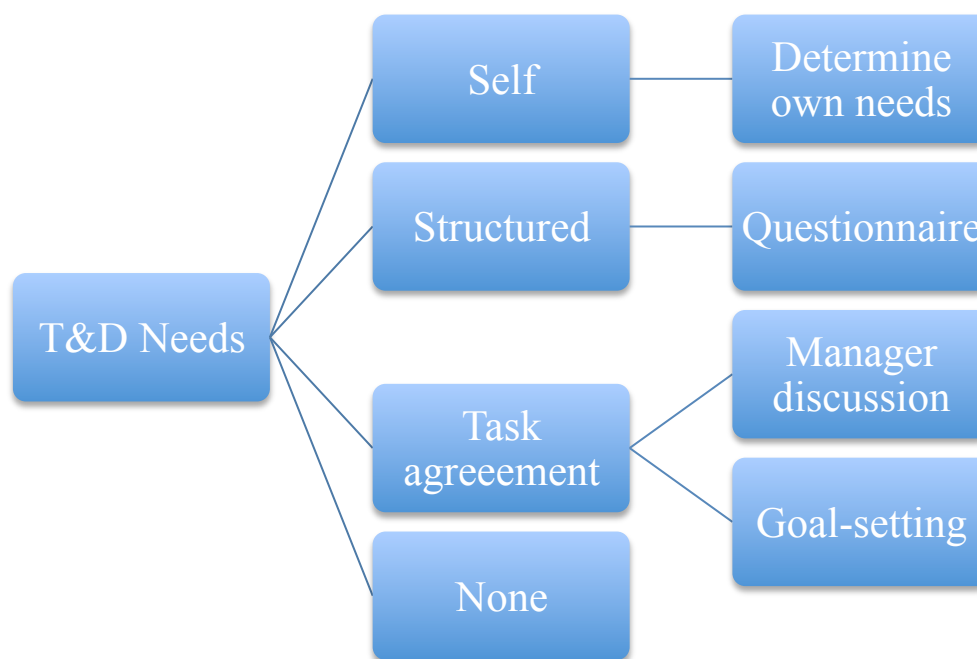 T&D Needs
Self
Determine
own needs
Structured
Questionnaire
Task
agreeement
Manager
discussion
Goal-setting
None